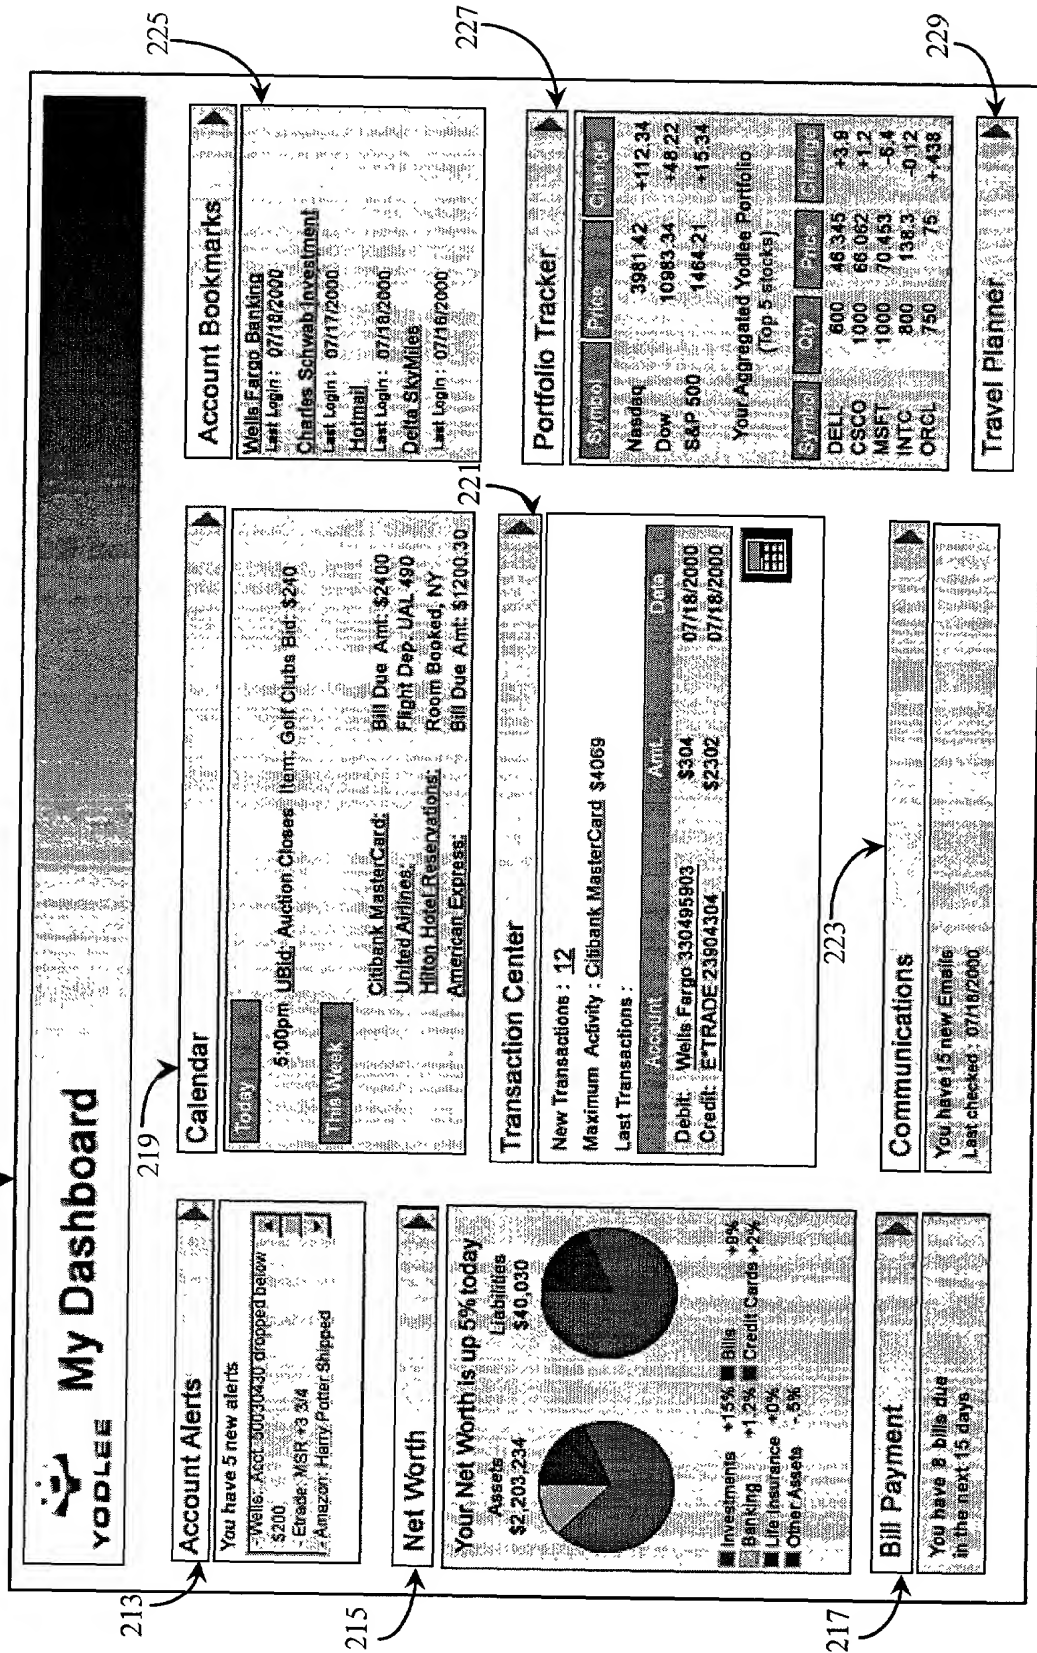 YODLEE
My Dashboard
213
Account Alerts
You have 5 new alerts
- Wells: Acct. 50030430 dropped below
$200
- Etrade: MSR +3 3/4
- Amazon: Harry Potter Shipped
215
Net Worth
Your Net Worth is up 5% today
Assets Liabilities
$2,203,234 $40,030
Investments +15% Bills +9%
Banking +1.2% Credit Cards +2%
Life Insurance +0%
Other Assets -.5%
217
Bill Payment
You have 8 bills due
in the next 15 days
219
Calendar
Today
5:00pm UBid: Auction Closes Item: Golf Clubs Bid: $240
This Week
Citibank MasterCard: Bill Due Amt: $2400
United Airlines: Flight Dep: UAL 490
Hilton Hotel Reservations: Room Booked, NY
American Express: Bill Due Amt: $1200.30
221
Transaction Center
New Transactions : 12
Maximum Activity : Citibank MasterCard $4069
Last Transactions :
Account Amt. Date
Debit: Wells Fargo 330495903 $304 07/18/2000
Credit: E*TRADE 23904304 $2302 07/18/2000
223
Communications
You have 15 new Emails
Last checked : 07/18/2000
225
Account Bookmarks
Wells Fargo Banking
Last Login : 07/18/2000
Charles Schwab Investment
Last Login : 07/17/2000
Hotmail
Last Login : 07/18/2000
Delta SkyMiles
Last Login : 07/16/2000
227
Portfolio Tracker
Symbol Price Change
Nasdaq 3981.42 +112.34
Dow 10983.34 +48.22
S&P 500 1464.21 +15.34
Your Aggregated Yodlee Portfolio
(Top 5 stocks)
Symbol Qty Price Change
DELL 600 46.345 +3.9
CSCO 1000 66.062 +1.2
MSFT 1000 70.453 -6.4
INTC 800 138.3 -0.12
ORCL 750 75 +.438
229
Travel Planner